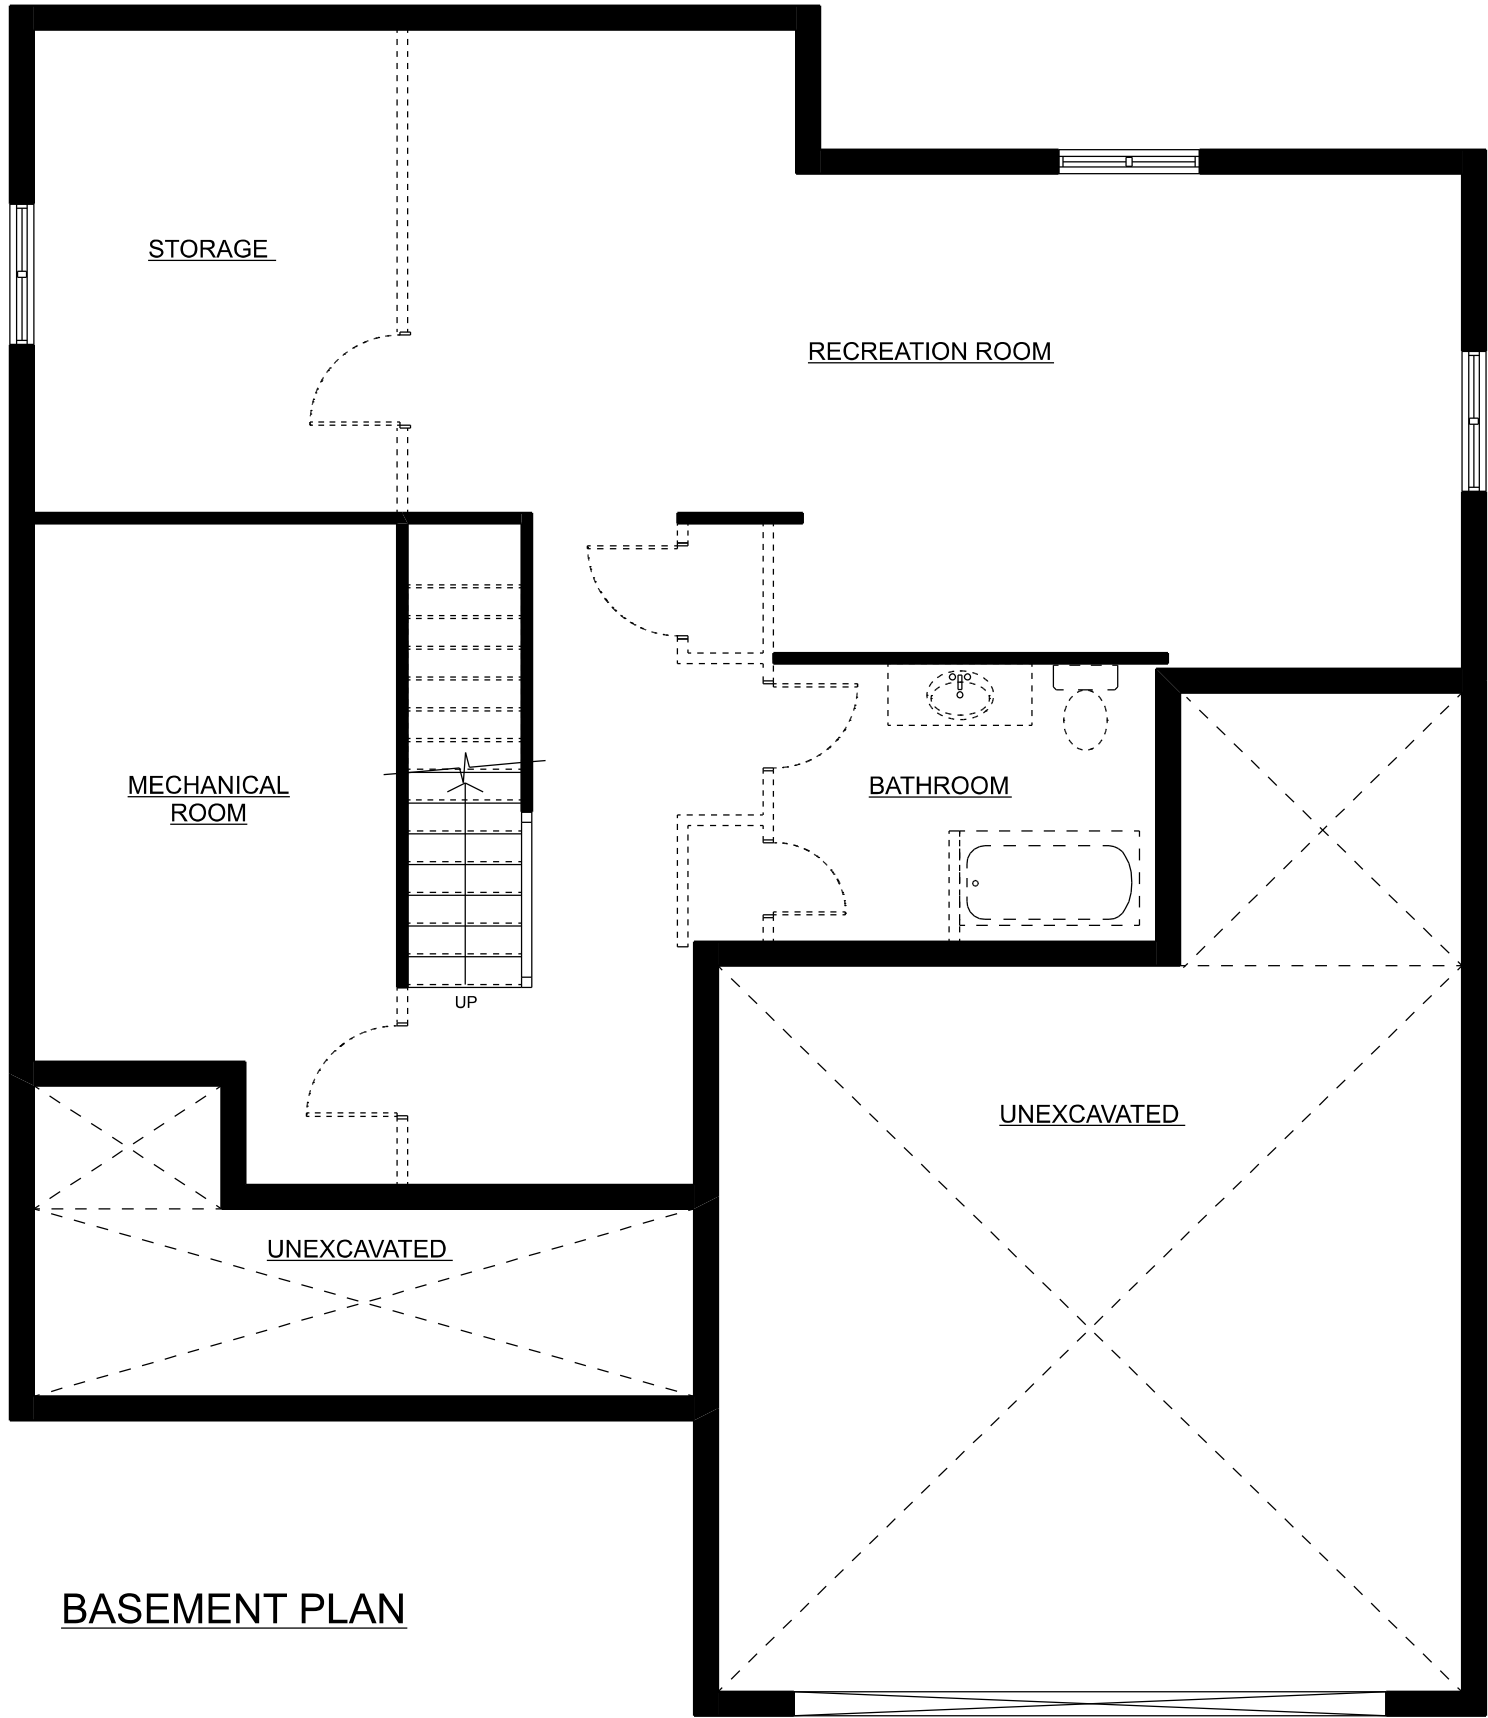 STORAGE
RECREATION ROOM
MECHANICAL
ROOM
BATHROOM
UP
UNEXCAVATED
UNEXCAVATED
BASEMENT PLAN